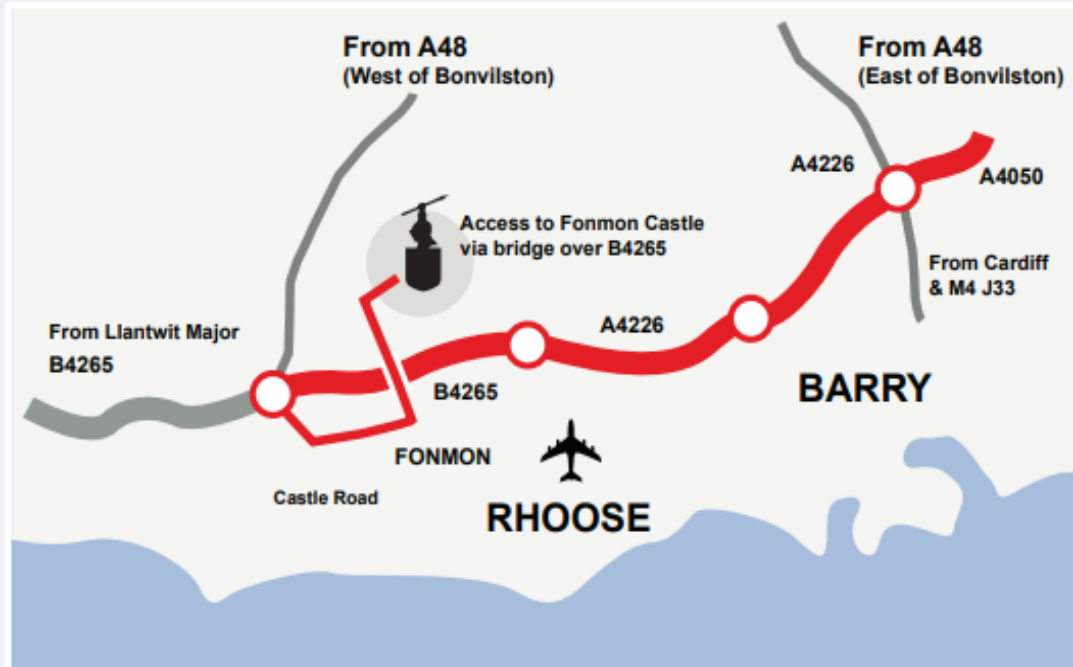 From A48
(West of Bonvilston)
From A48
(East of Bonvilston)
A4226
A4050
Access to Fonmon Castle
via bridge over B4265
From Cardiff
& M4 J33
From Llantwit Major
B4265
A4226
B4265
BARRY
FONMON
Castle Road
RHOOSE